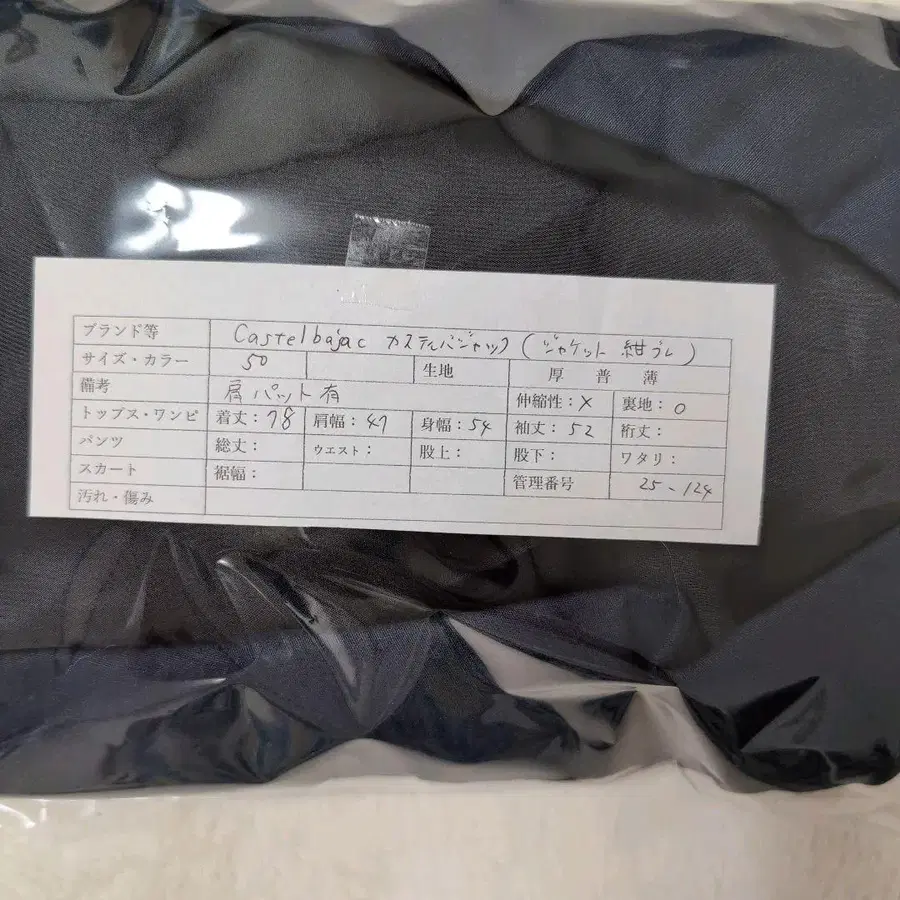 ブランド等 Castelbajac カステルバジャック (ジャケット 紺ブレ)
サイズ・カラー 50 生地 厚 普 薄
備考 肩パット有 伸縮性：× 裏地：○
トップス・ワンピ 着丈：78 肩幅：47 身幅：54 袖丈：52 裄丈：
パンツ 総丈： ウエスト： 股上： 股下： ワタリ：
スカート 裾幅： 管理番号 25-124
汚れ・傷み